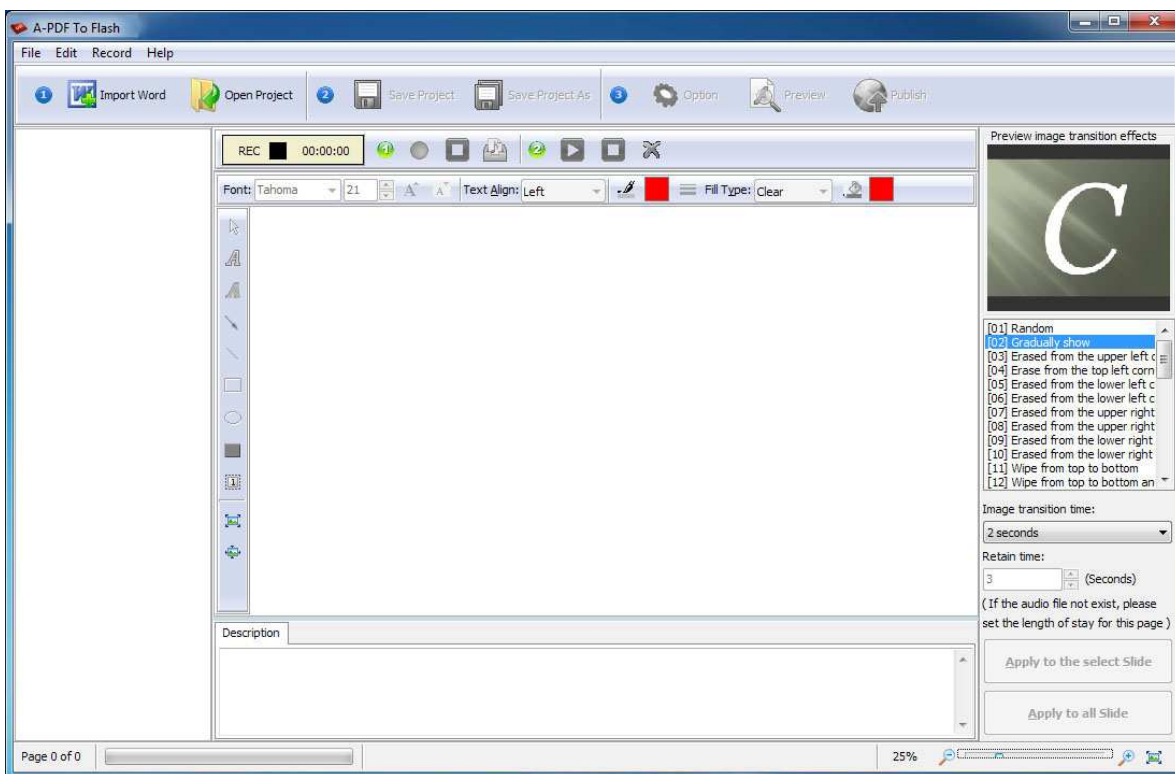 A-PDF To Flash
File Edit Record Help
1 Import Word Open Project 2 Save Project Save Project As 3 Option Preview Publish
REC 00:00:00 1 2
Font: Tahoma 21 A A Text Align: Left Fill Type: Clear
A
A
1
Description
Preview image transition effects
C
[01] Random
[02] Gradually show
[03] Erased from the upper left c
[04] Erase from the top left corn
[05] Erased from the lower left c
[06] Erased from the lower left c
[07] Erased from the upper right
[08] Erased from the upper right
[09] Erased from the lower right
[10] Erased from the lower right
[11] Wipe from top to bottom
[12] Wipe from top to bottom an
Image transition time:
2 seconds
Retain time:
3 (Seconds)
( If the audio file not exist, please
set the length of stay for this page )
Apply to the select Slide
Apply to all Slide
Page 0 of 0 25%